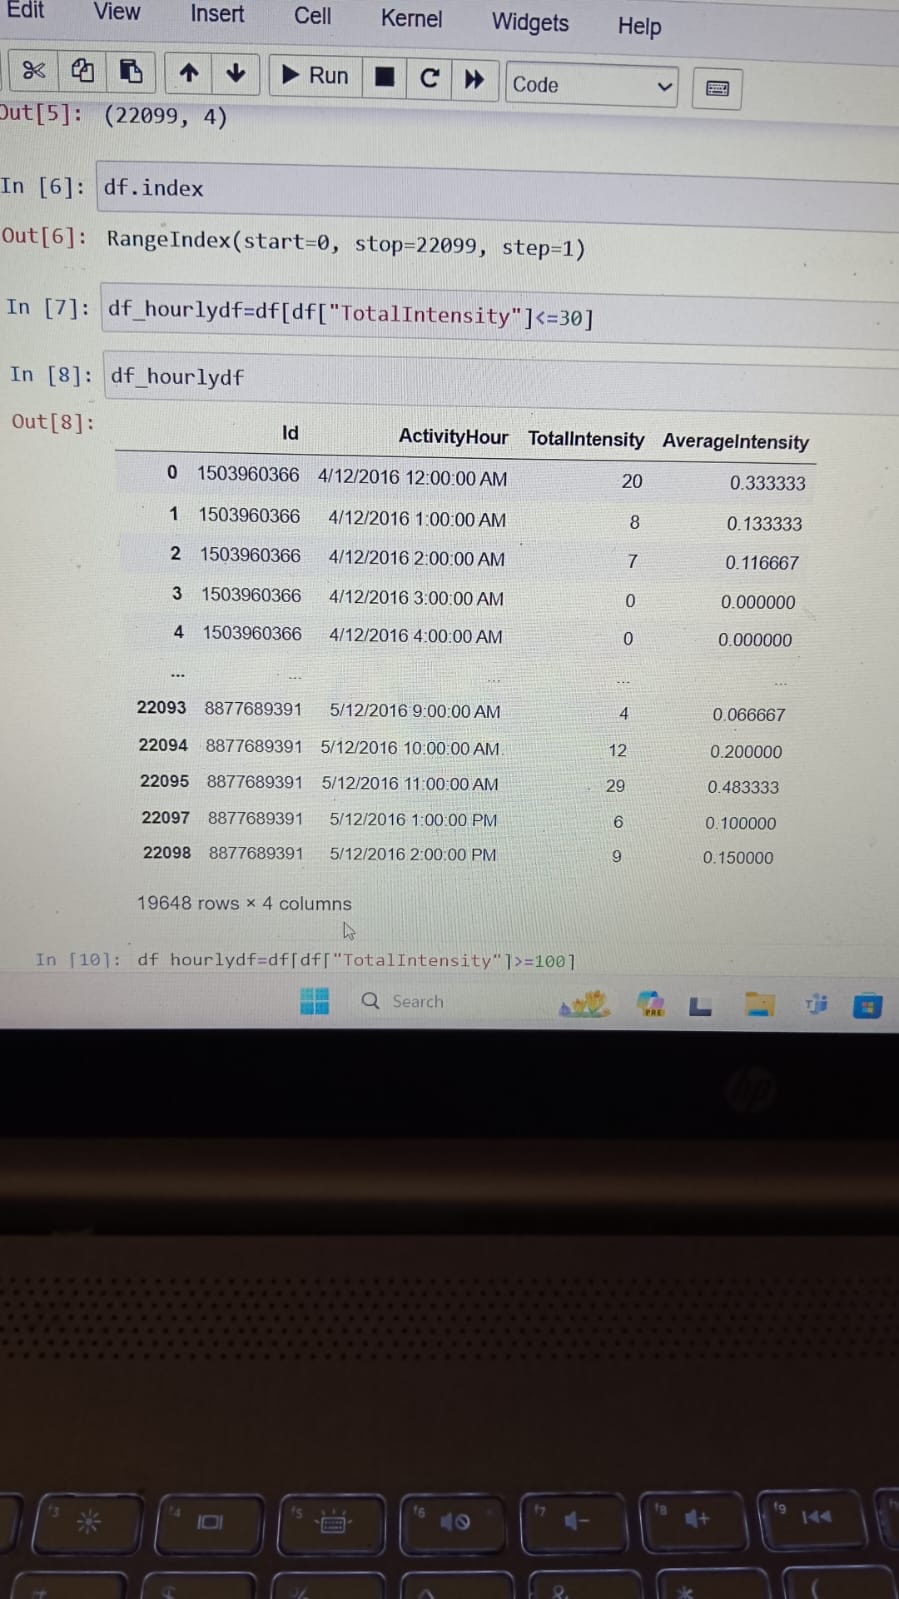 Edit View Insert Cell Kernel Widgets Help
Run Code
Out[5]: (22099, 4)
In [6]: df.index
Out[6]: RangeIndex(start=0, stop=22099, step=1)
In [7]: df_hourlydf=df[df["TotalIntensity"]<=30]
In [8]: df_hourlydf
Out[8]:
Id ActivityHour TotalIntensity AverageIntensity
0 1503960366 4/12/2016 12:00:00 AM 20 0.333333
1 1503960366 4/12/2016 1:00:00 AM 8 0.133333
2 1503960366 4/12/2016 2:00:00 AM 7 0.116667
3 1503960366 4/12/2016 3:00:00 AM 0 0.000000
4 1503960366 4/12/2016 4:00:00 AM 0 0.000000
... ... ... ... ...
22093 8877689391 5/12/2016 9:00:00 AM 4 0.066667
22094 8877689391 5/12/2016 10:00:00 AM 12 0.200000
22095 8877689391 5/12/2016 11:00:00 AM 29 0.483333
22097 8877689391 5/12/2016 1:00:00 PM 6 0.100000
22098 8877689391 5/12/2016 2:00:00 PM 9 0.150000
19648 rows × 4 columns
In [10]: df_hourlydf=df[df["TotalIntensity"]>=100]
Search PRE
hp
f3 f4 f5 f6 f7 f8 f9